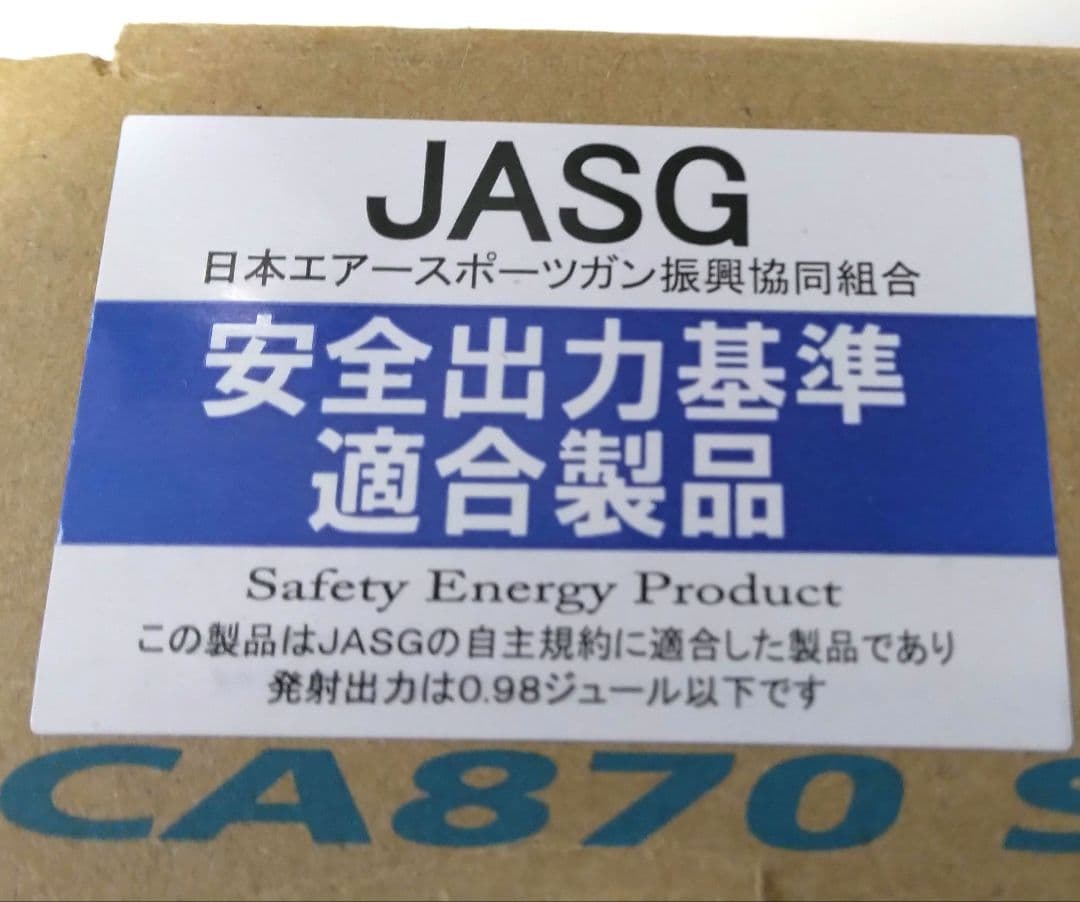 JASG
日本エアースポーツガン振興協同組合
安全出力基準
適合製品
Safety Energy Product
この製品はJASGの自主規約に適合した製品であり
発射出力は0.98ジュール以下です
CA870 S